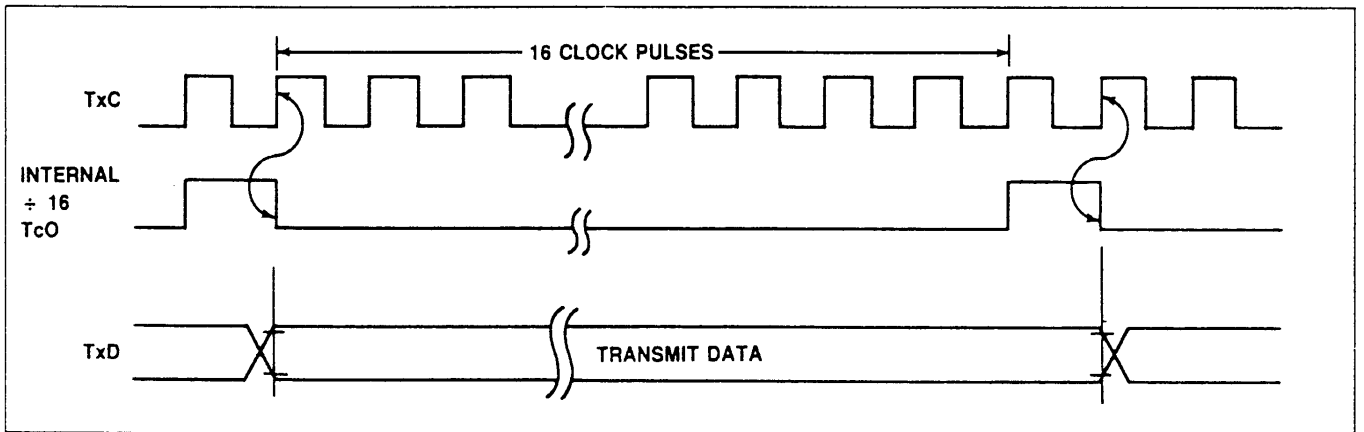 16 CLOCK PULSES
TxC
INTERNAL
÷ 16
TcO
TxD
TRANSMIT DATA